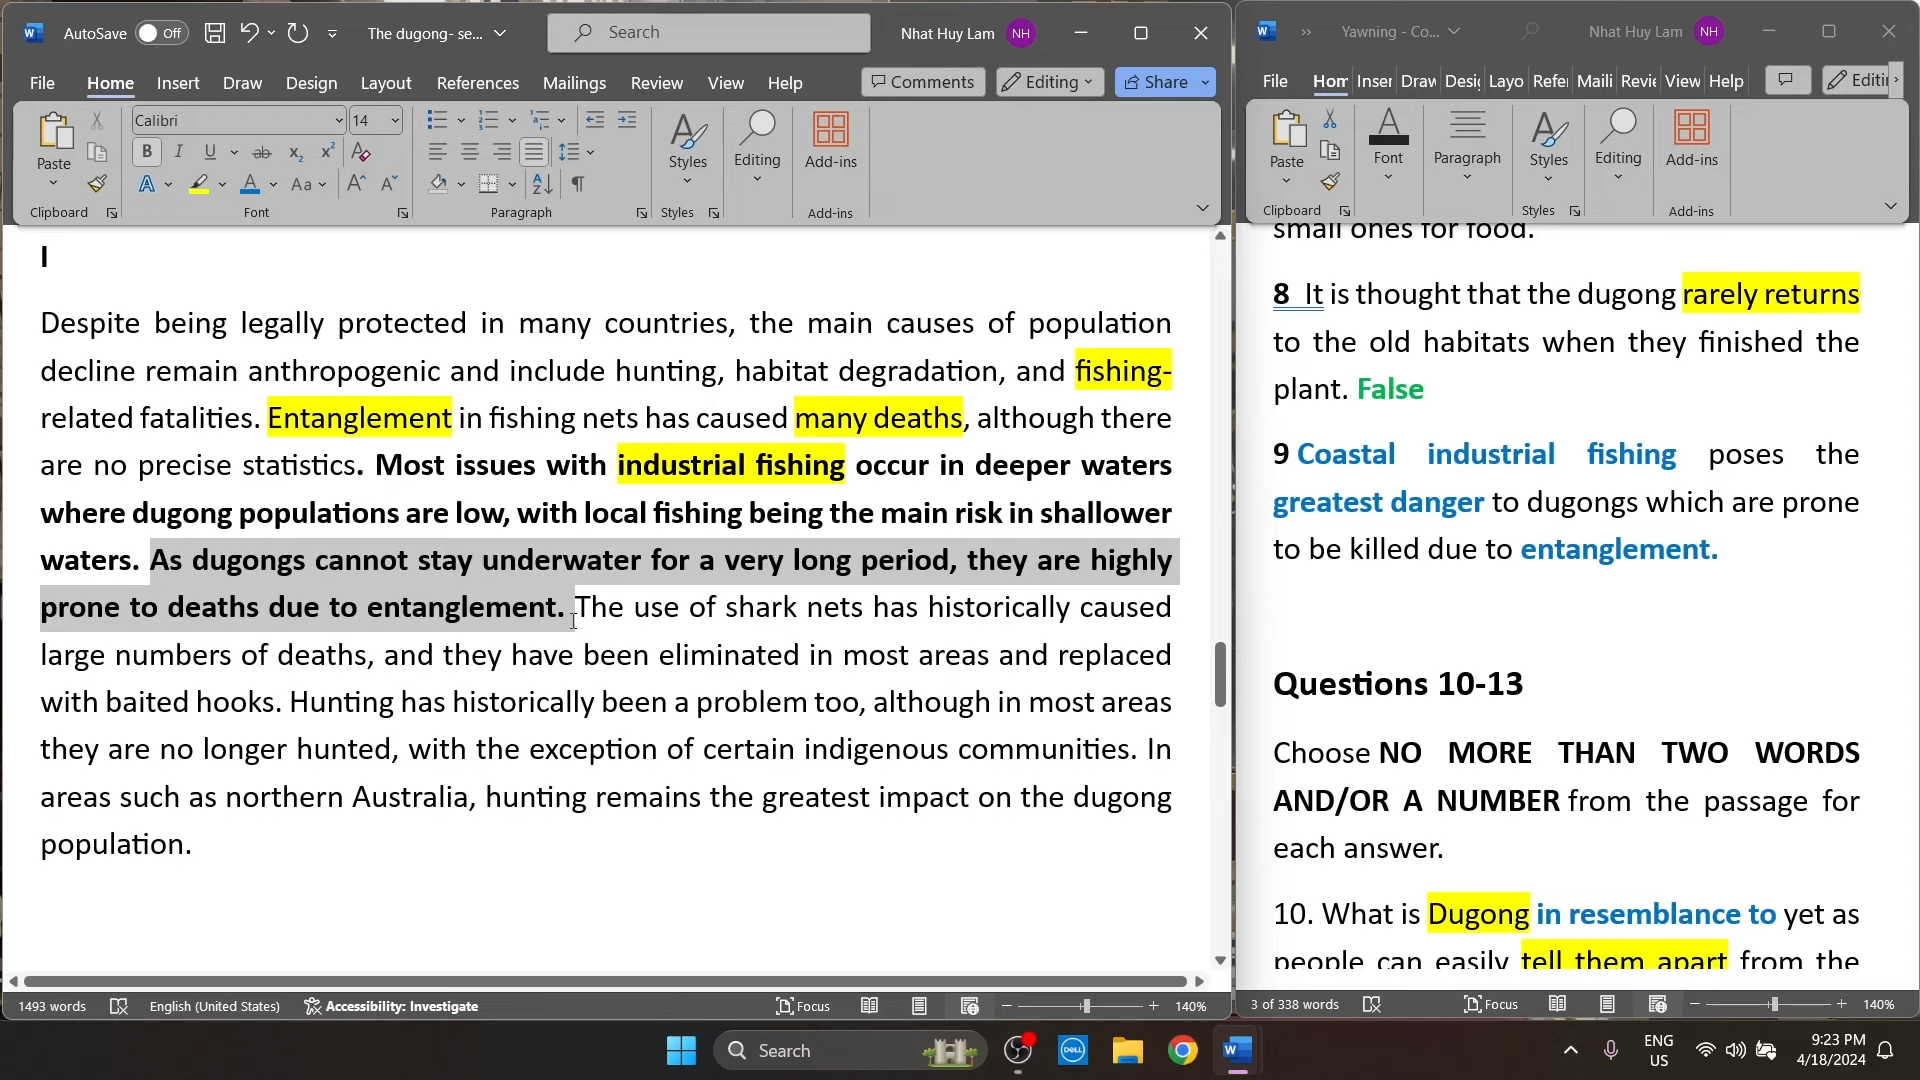 AutoSave Off The dugong- se... Search Nhat Huy Lam NH
File Home Insert Draw Design Layout References Mailings Review View Help Comments Editing Share
Calibri 14
Paste Styles Editing Add-ins
Clipboard Font Paragraph Styles Add-ins
I
Despite being legally protected in many countries, the main causes of population
decline remain anthropogenic and include hunting, habitat degradation, and fishing-
related fatalities. Entanglement in fishing nets has caused many deaths, although there
are no precise statistics. Most issues with industrial fishing occur in deeper waters
where dugong populations are low, with local fishing being the main risk in shallower
waters. As dugongs cannot stay underwater for a very long period, they are highly
prone to deaths due to entanglement. The use of shark nets has historically caused
large numbers of deaths, and they have been eliminated in most areas and replaced
with baited hooks. Hunting has historically been a problem too, although in most areas
they are no longer hunted, with the exception of certain indigenous communities. In
areas such as northern Australia, hunting remains the greatest impact on the dugong
population.
1493 words English (United States) Accessibility: Investigate Focus 140%
Yawning - Co... Nhat Huy Lam NH
File Hom Inser Draw Desig Layo Refer Maili Revie View Help Editi
Paste Font Paragraph Styles Editing Add-ins
Clipboard Styles Add-ins
small ones for food.
8 It is thought that the dugong rarely returns
to the old habitats when they finished the
plant. False
9 Coastal industrial fishing poses the
greatest danger to dugongs which are prone
to be killed due to entanglement.
Questions 10-13
Choose NO MORE THAN TWO WORDS
AND/OR A NUMBER from the passage for
each answer.
10. What is Dugong in resemblance to yet as
people can easily tell them apart from the
3 of 338 words Focus 140%
Search DELL ENG US 9:23 PM 4/18/2024